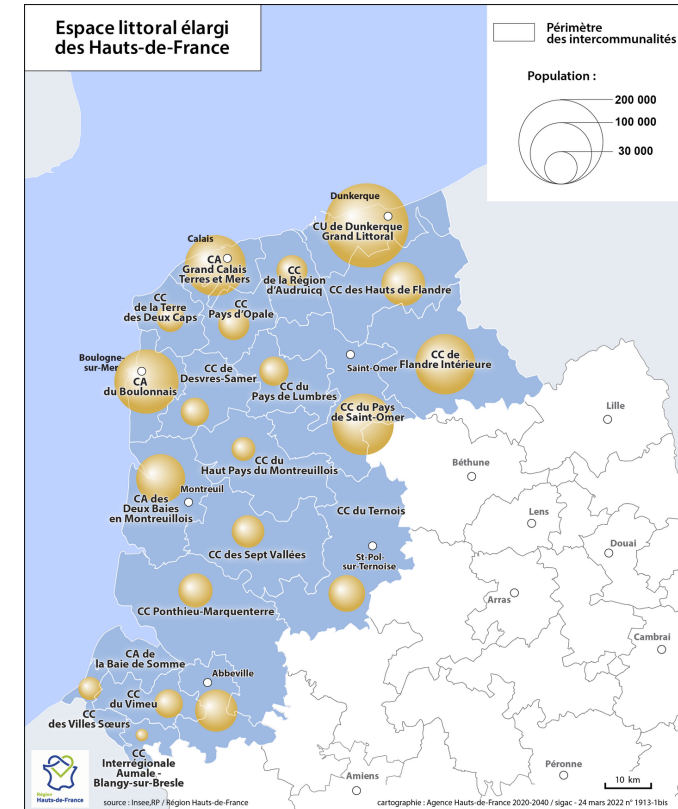 Espace littoral élargi
des Hauts-de-France
Périmètre
des intercommunalités
Population :
200 000
100 000
30 000
Dunkerque
CU de Dunkerque
Grand Littoral
Calais
CA
Grand Calais
Terres et Mers
CC
de la Région
d'Audruicq
CC des Hauts de Flandre
CC
de la Terre
des Deux Caps
CC
Pays d'Opale
Boulogne-
sur-Mer
CA
du Boulonnais
CC de
Desvres-Samer
CC du
Pays de Lumbres
Saint-Omer
CC de
Flandre Intérieure
CC du Pays
de Saint-Omer
Lille
Béthune
CC du
Haut Pays du Montreuillois
Montreuil
CA des
Deux Baies
en Montreuillois
CC du Ternois
Lens
Douai
CC des Sept Vallées
St-Pol-
sur-Ternoise
Arras
CC Ponthieu-Marquenterre
Cambrai
CA de
la Baie de Somme
Abbeville
CC
du Vimeu
CC
des Villes Sœurs
CC
Interrégionale
Aumale -
Blangy-sur-Bresle
Amiens
Péronne
10 km
Région
Hauts-de-France
source : Insee,RP / Région Hauts-de-France
cartographie : Agence Hauts-de-France 2020-2040 / sigar - 24 mars 2022 n° 1913-1bis